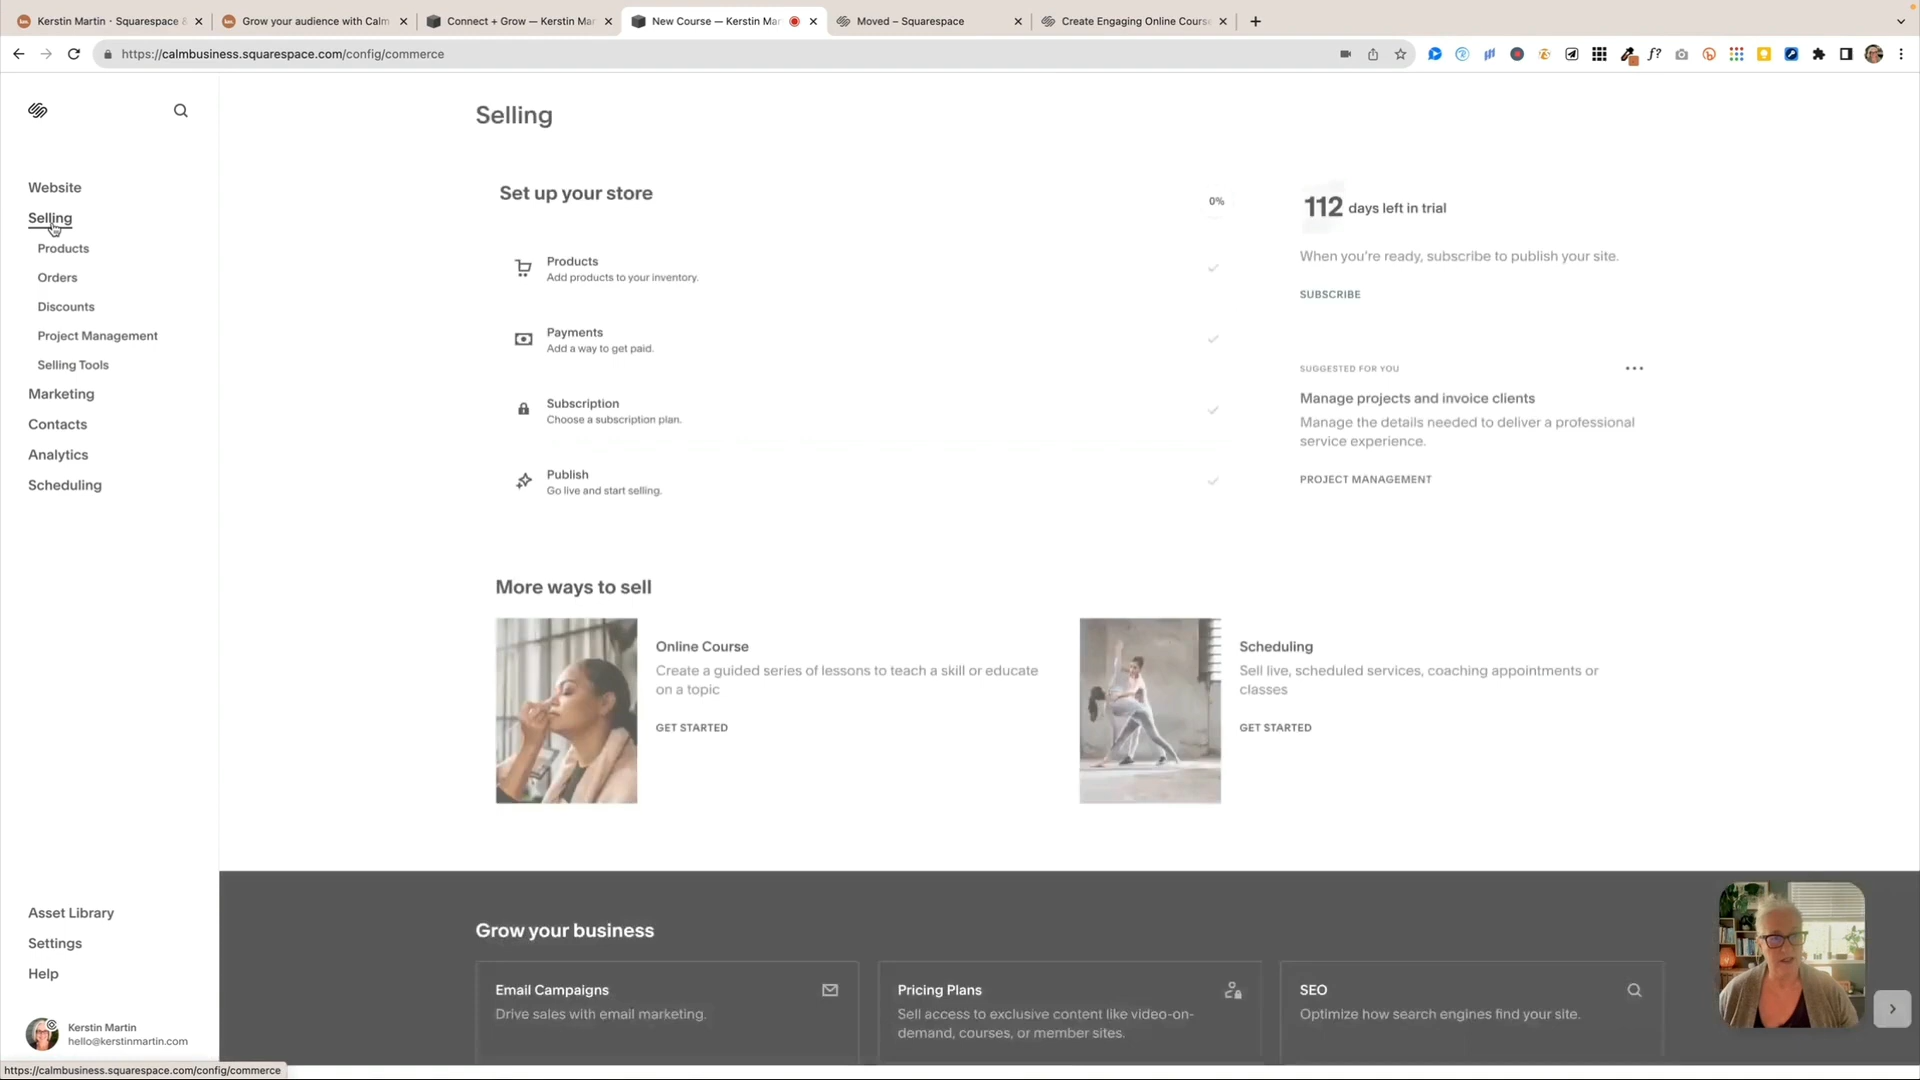 Kerstin Martin - Squarespace &
Grow your audience with Calm
Connect + Grow — Kerstin Mar
New Course — Kerstin Mar
Moved – Squarespace
Create Engaging Online Course
https://calmbusiness.squarespace.com/config/commerce
f?
Website
Selling
Products
Orders
Discounts
Project Management
Selling Tools
Marketing
Contacts
Analytics
Scheduling
Asset Library
Settings
Help
Kerstin Martin
hello@kerstinmartin.com
https://calmbusiness.squarespace.com/config/commerce
Selling
Set up your store
0%
Products
Add products to your inventory.
Payments
Add a way to get paid.
Subscription
Choose a subscription plan.
Publish
Go live and start selling.
112 days left in trial
When you're ready, subscribe to publish your site.
SUBSCRIBE
SUGGESTED FOR YOU
Manage projects and invoice clients
Manage the details needed to deliver a professional
service experience.
PROJECT MANAGEMENT
More ways to sell
Online Course
Create a guided series of lessons to teach a skill or educate
on a topic
GET STARTED
Scheduling
Sell live, scheduled services, coaching appointments or
classes
GET STARTED
Grow your business
Email Campaigns
Drive sales with email marketing.
Pricing Plans
Sell access to exclusive content like video-on-
demand, courses, or member sites.
SEO
Optimize how search engines find your site.